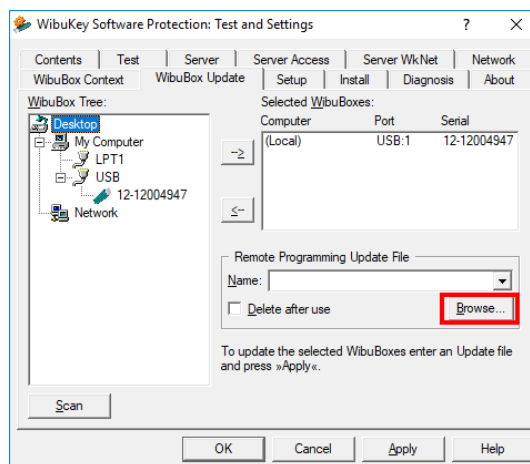 WibuKey Software Protection: Test and Settings ? X
Contents Test Server Server Access Server WkNet Network
WibuBox Context WibuBox Update Setup Install Diagnosis About
WibuBox Tree:
Desktop
My Computer
LPT1
USB
12-12004947
Network
Scan
-->
<--
Selected WibuBoxes:
Computer Port Serial
(Local) USB:1 12-12004947
Remote Programming Update File
Name:
Delete after use Browse...
To update the selected WibuBoxes enter an Update file
and press »Apply«.
OK Cancel Apply Help